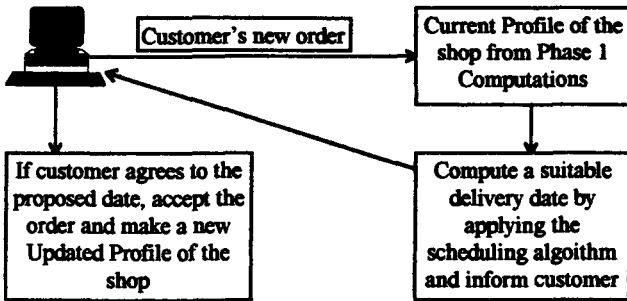 Customer's new order
Current Profile of the
shop from Phase 1
Computations
If customer agrees to the
proposed date, accept the
order and make a new
Updated Profile of the
shop
Compute a suitable
delivery date by
applying the
scheduling algoithm
and inform customer